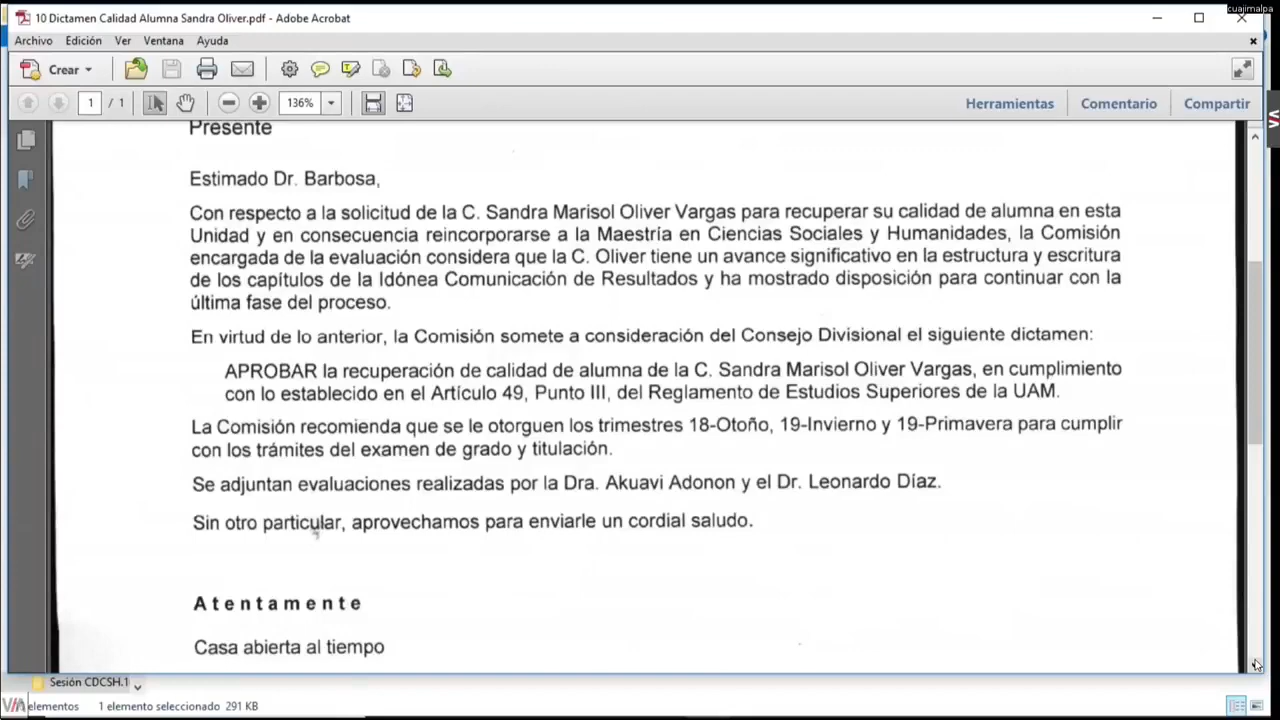 cuajimalpa
10 Dictamen Calidad Alumna Sandra Oliver.pdf - Adobe Acrobat
Archivo Edición Ver Ventana Ayuda
Crear
1 / 1 136% Herramientas Comentario Compartir
Presente
Estimado Dr. Barbosa,
Con respecto a la solicitud de la C. Sandra Marisol Oliver Vargas para recuperar su calidad de alumna en esta
Unidad y en consecuencia reincorporarse a la Maestría en Ciencias Sociales y Humanidades, la Comisión
encargada de la evaluación considera que la C. Oliver tiene un avance significativo en la estructura y escritura
de los capítulos de la Idónea Comunicación de Resultados y ha mostrado disposición para continuar con la
última fase del proceso.
En virtud de lo anterior, la Comisión somete a consideración del Consejo Divisional el siguiente dictamen:
APROBAR la recuperación de calidad de alumna de la C. Sandra Marisol Oliver Vargas, en cumplimiento
con lo establecido en el Artículo 49, Punto III, del Reglamento de Estudios Superiores de la UAM.
La Comisión recomienda que se le otorguen los trimestres 18-Otoño, 19-Invierno y 19-Primavera para cumplir
con los trámites del examen de grado y titulación.
Se adjuntan evaluaciones realizadas por la Dra. Akuavi Adonon y el Dr. Leonardo Díaz.
Sin otro particular, aprovechamos para enviarle un cordial saludo.
Atentamente
Casa abierta al tiempo
Sesión CDCSH.1
elementos 1 elemento seleccionado 291 KB